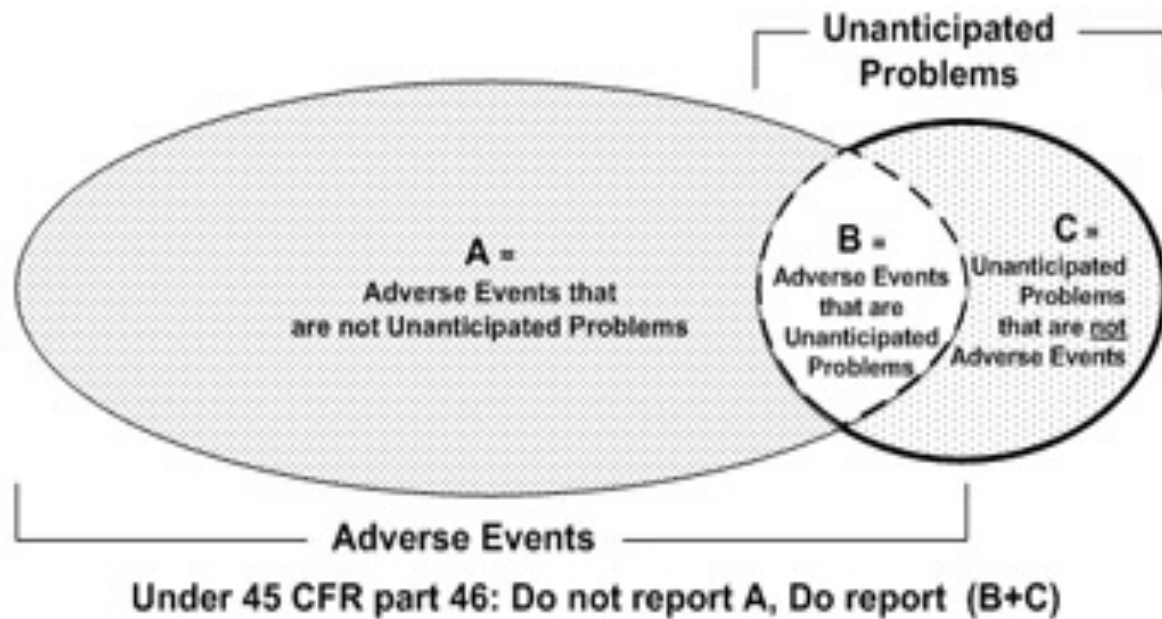 Unanticipated
Problems
A =
Adverse Events that
are not Unanticipated Problems
B =
Adverse Events
that are
Unanticipated
Problems
C =
Unanticipated
Problems
that are not
Adverse Events
Adverse Events
Under 45 CFR part 46: Do not report A, Do report (B+C)